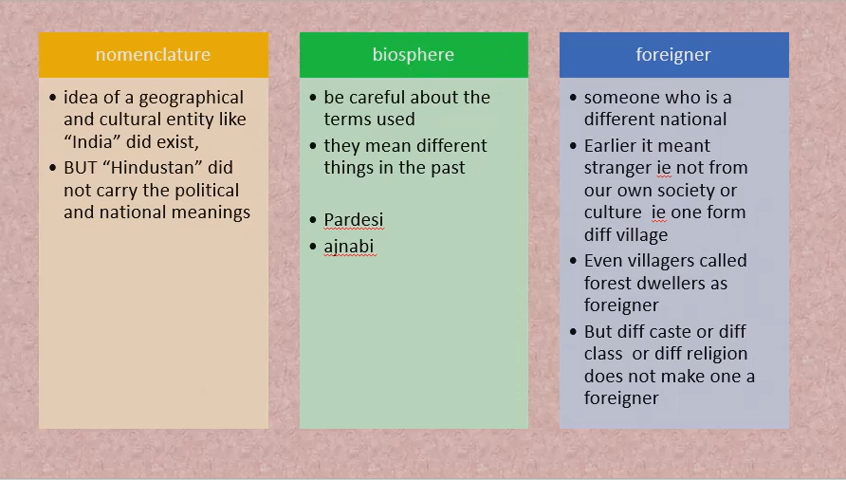 nomenclature
• idea of a geographical
and cultural entity like
“India” did exist,
• BUT “Hindustan” did
not carry the political
and national meanings
biosphere
• be careful about the
terms used
• they mean different
things in the past
• Pardesi
• ajnabi
foreigner
• someone who is a
different national
• Earlier it meant
stranger ie not from
our own society or
culture  ie one form
diff village
• Even villagers called
forest dwellers as
foreigner
• But diff caste or diff
class  or diff religion
does not make one a
foreigner